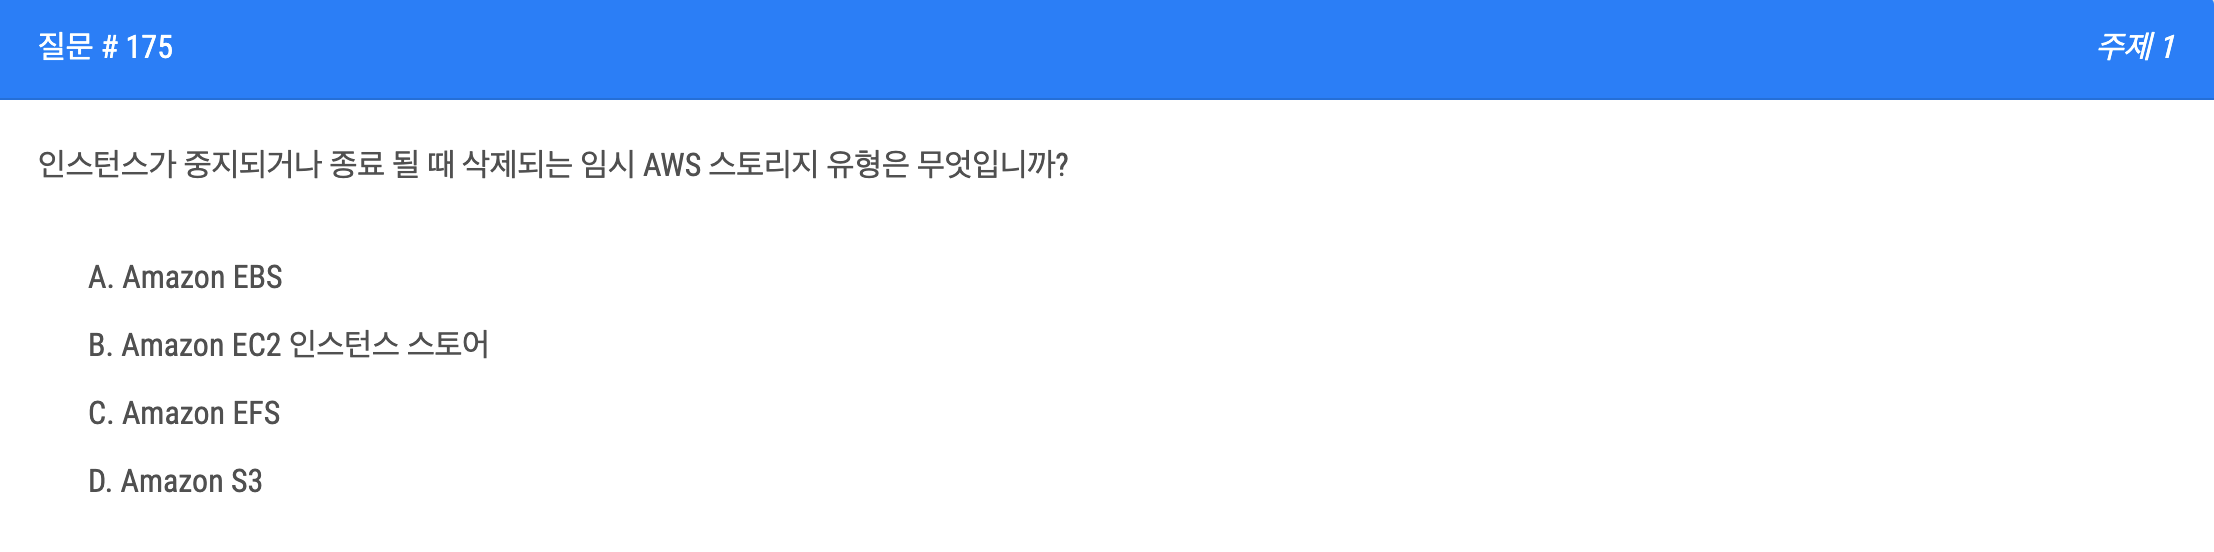 질문 # 175
주제 1
인스턴스가 중지되거나 종료 될 때 삭제되는 임시 AWS 스토리지 유형은 무엇입니까?
A. Amazon EBS
B. Amazon EC2 인스턴스 스토어
C. Amazon EFS
D. Amazon S3